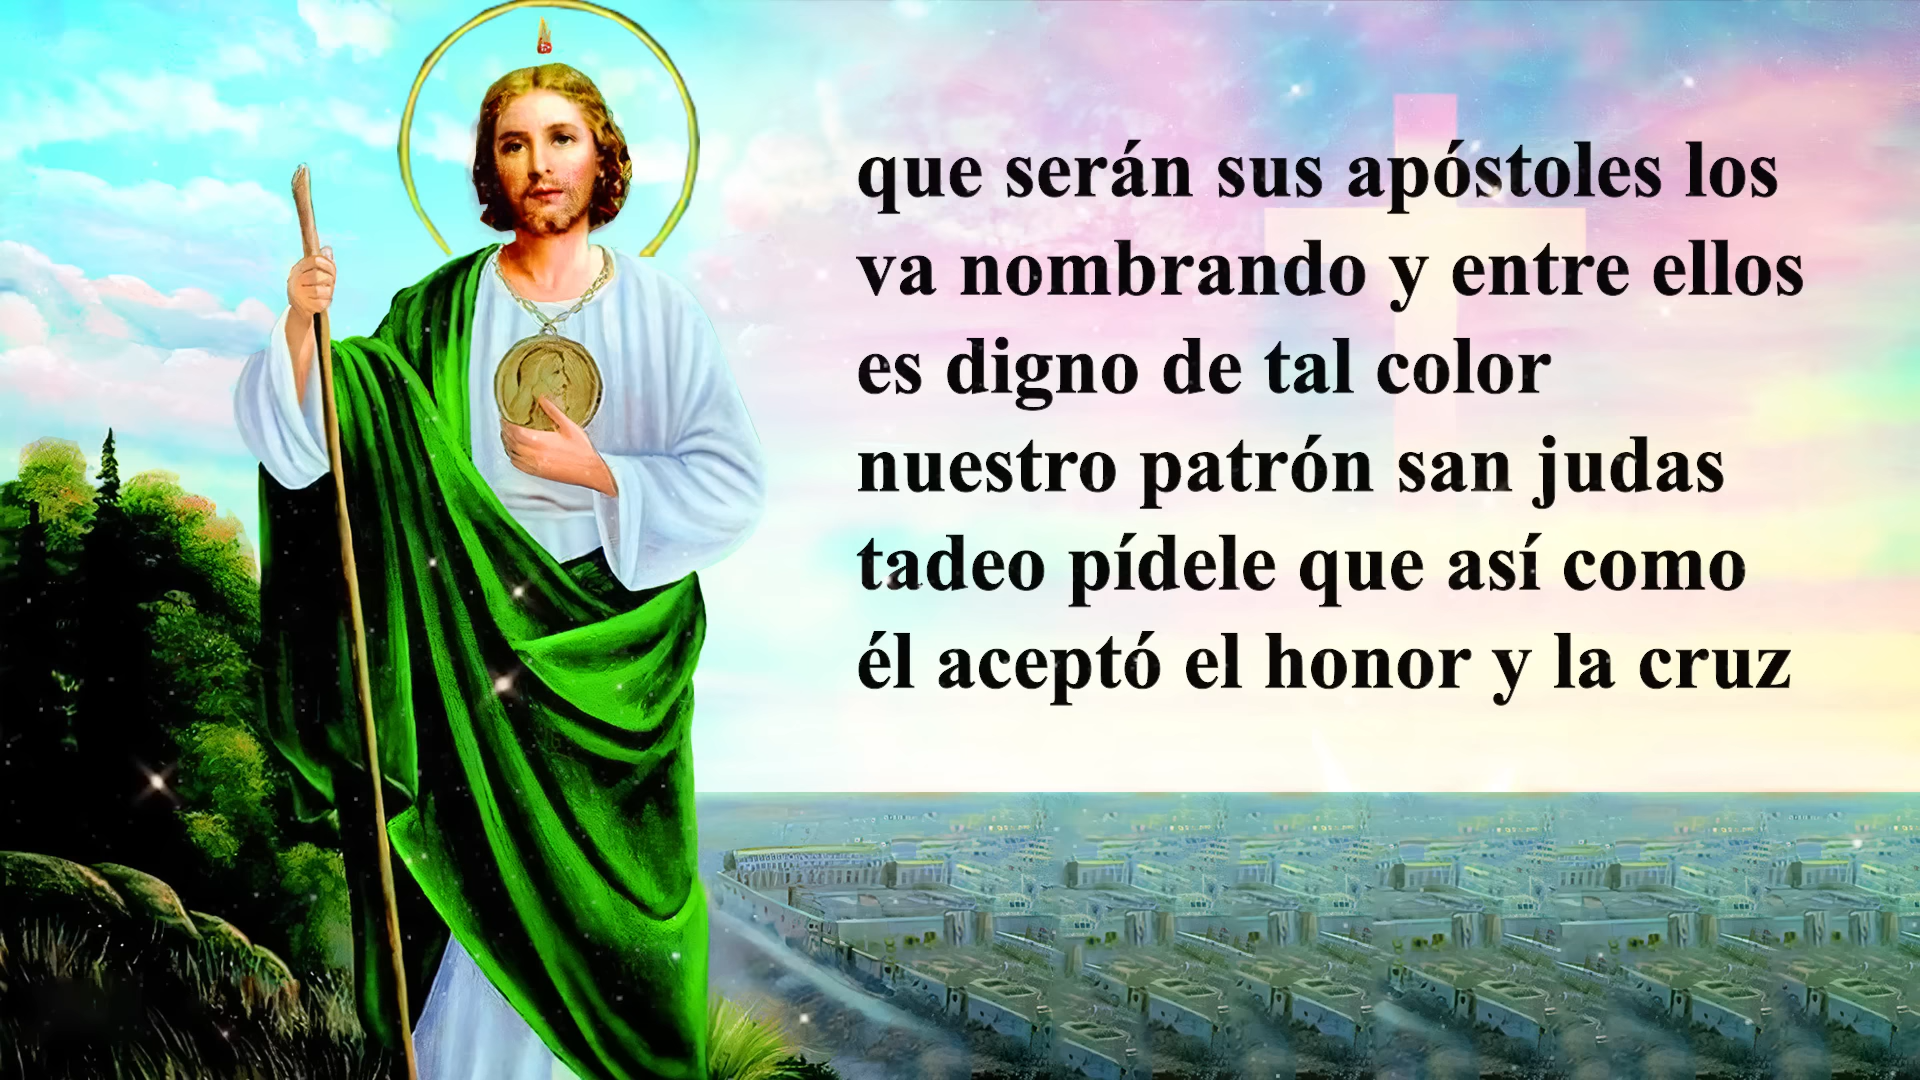 que serán sus apóstoles los
va nombrando y entre ellos
es digno de tal color
nuestro patrón san judas
tadeo pídele que así como
él aceptó el honor y la cruz